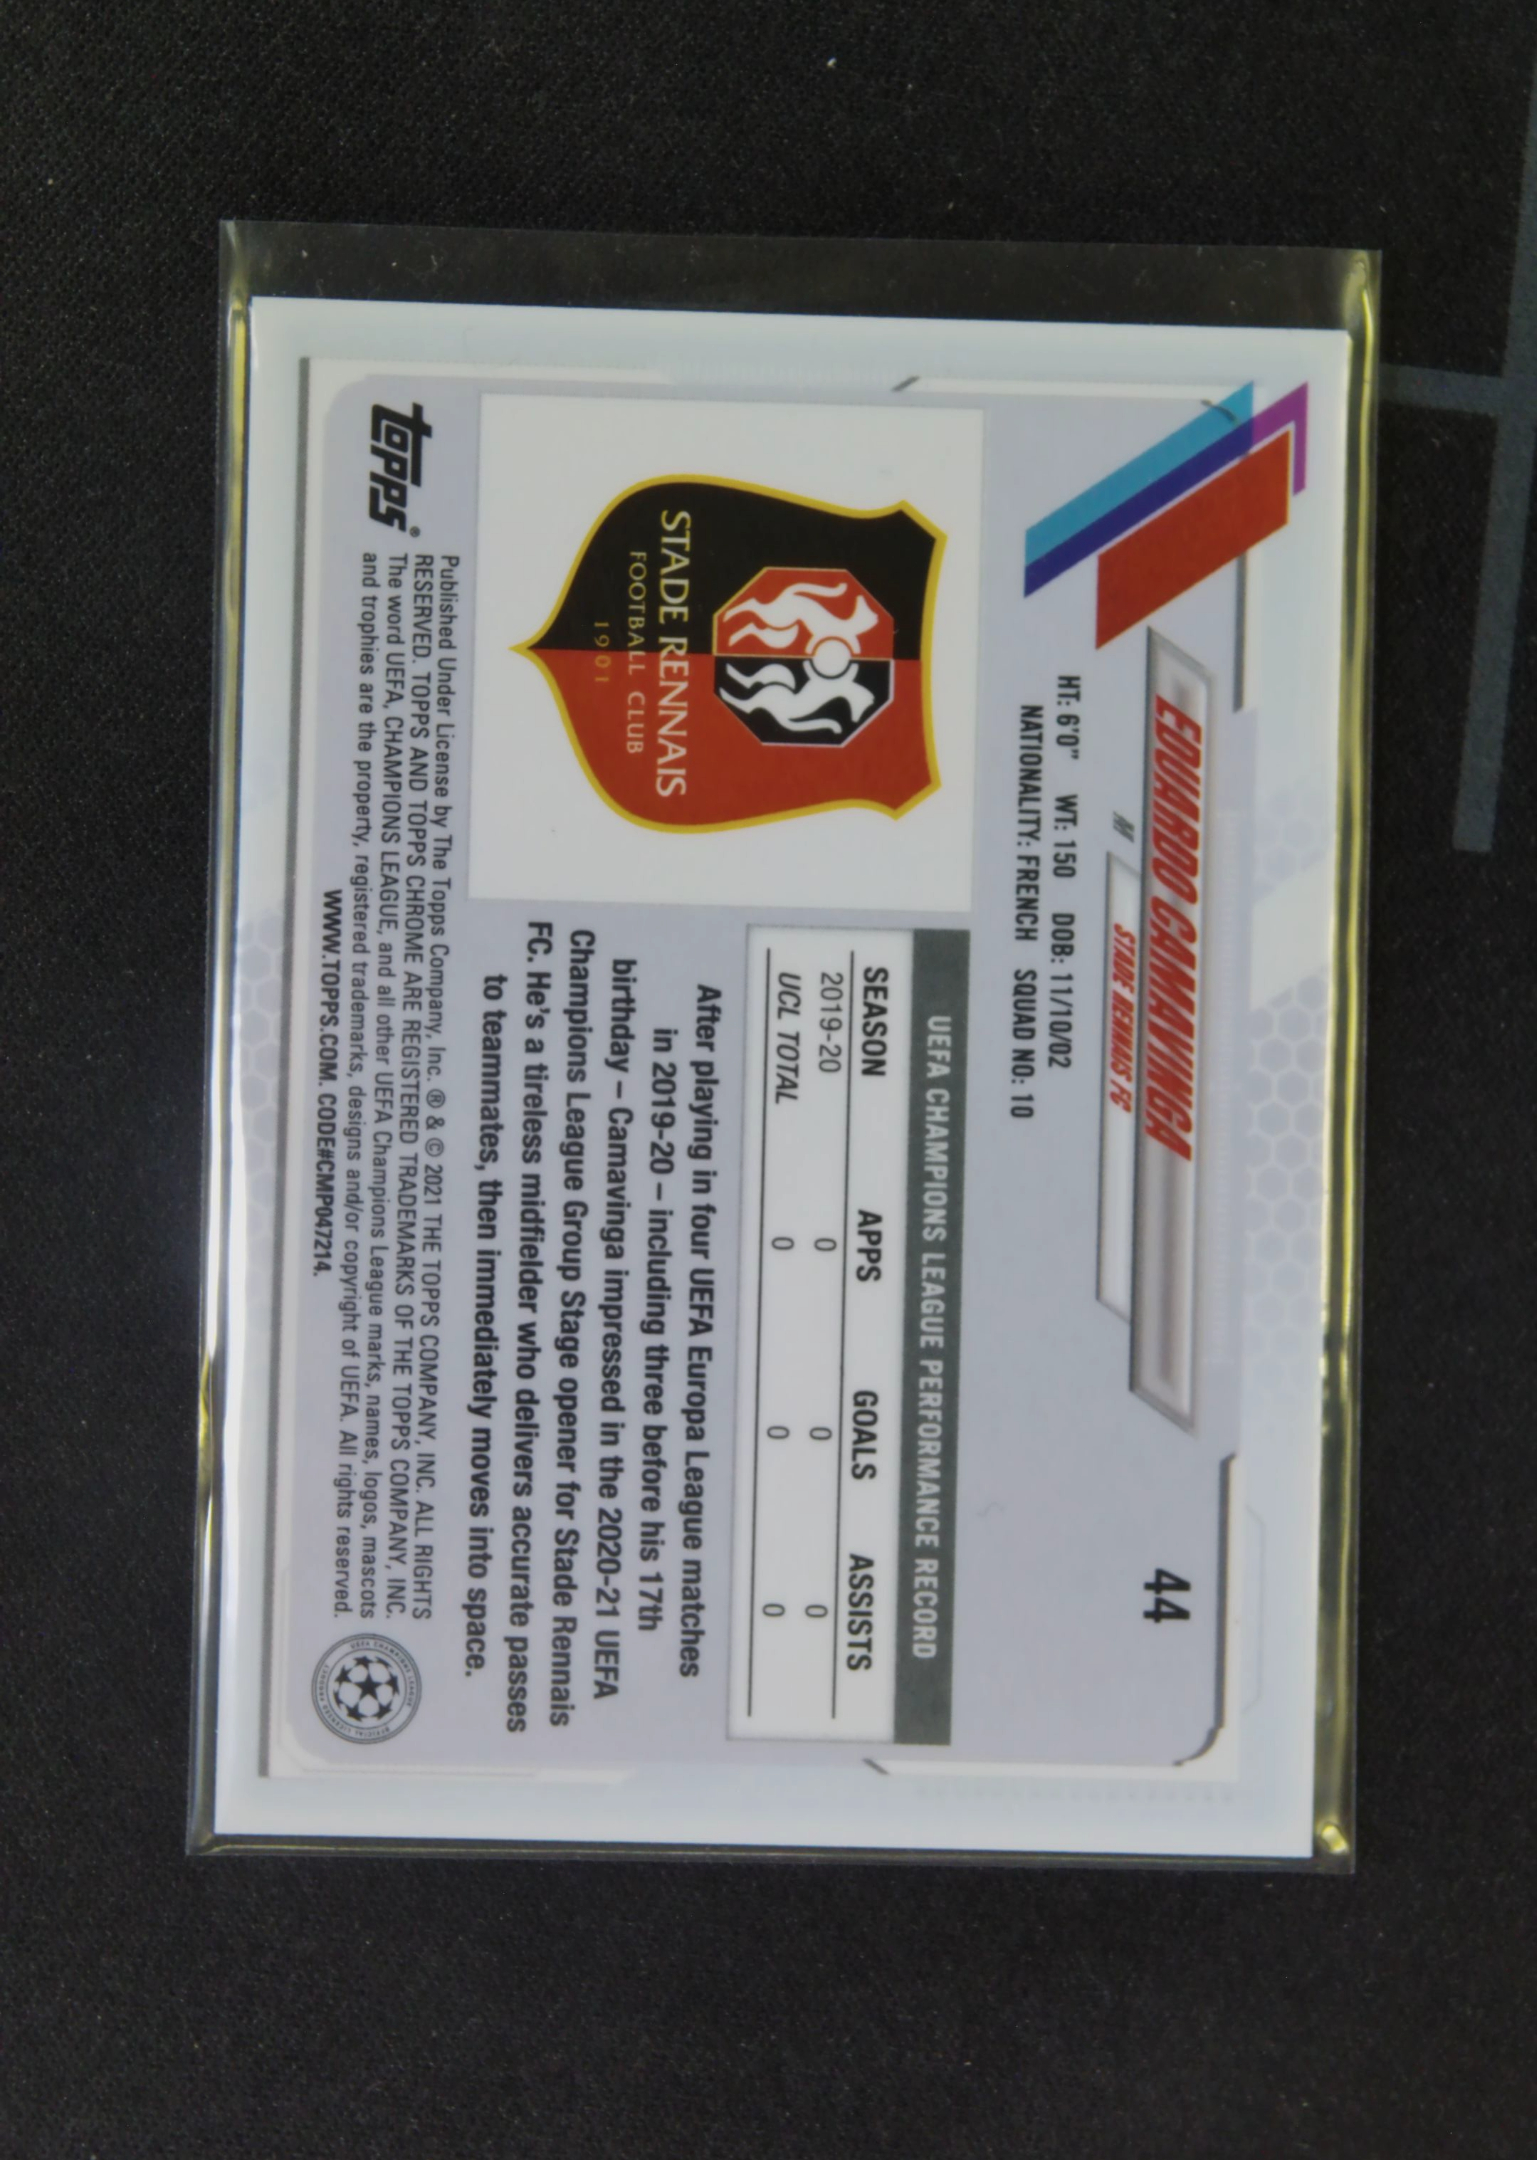 44
EDUARDO CAMAVINGA
M STADE RENNAIS FC
HT: 6'0" WT: 150 DOB: 11/10/02
NATIONALITY: FRENCH SQUAD NO: 10
STADE RENNAIS
FOOTBALL CLUB
1901
UEFA CHAMPIONS LEAGUE PERFORMANCE RECORD
SEASON APPS GOALS ASSISTS
2019-20 0 0 0
UCL TOTAL 0 0 0
After playing in four UEFA Europa League matches
in 2019-20 – including three before his 17th
birthday – Camavinga impressed in the 2020-21 UEFA
Champions League Group Stage opener for Stade Rennais
FC. He's a tireless midfielder who delivers accurate passes
to teammates, then immediately moves into space.
topps®
Published Under License by The Topps Company, Inc. ® & © 2021 THE TOPPS COMPANY, INC. ALL RIGHTS
RESERVED. TOPPS AND TOPPS CHROME ARE REGISTERED TRADEMARKS OF THE TOPPS COMPANY, INC.
The word UEFA, CHAMPIONS LEAGUE, and all other UEFA Champions League marks, names, logos, mascots
and trophies are the property, registered trademarks, designs and/or copyright of UEFA. All rights reserved.
WWW.TOPPS.COM. CODE#CMP047214.